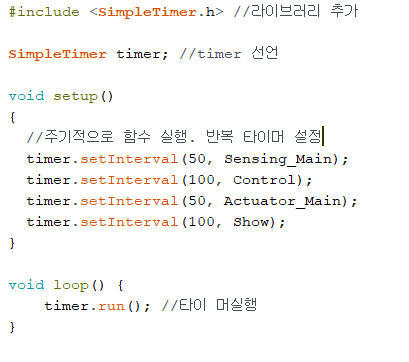 #include <SimpleTimer.h> //라이브러리 추가
SimpleTimer timer; //timer 선언
void setup()
{
//주기적으로 함수 실행. 반복 타이머 설정
timer.setInterval(50, Sensing_Main);
timer.setInterval(100, Control);
timer.setInterval(50, Actuator_Main);
timer.setInterval(100, Show);
}
void loop() {
timer.run(); //타이 머실행
}